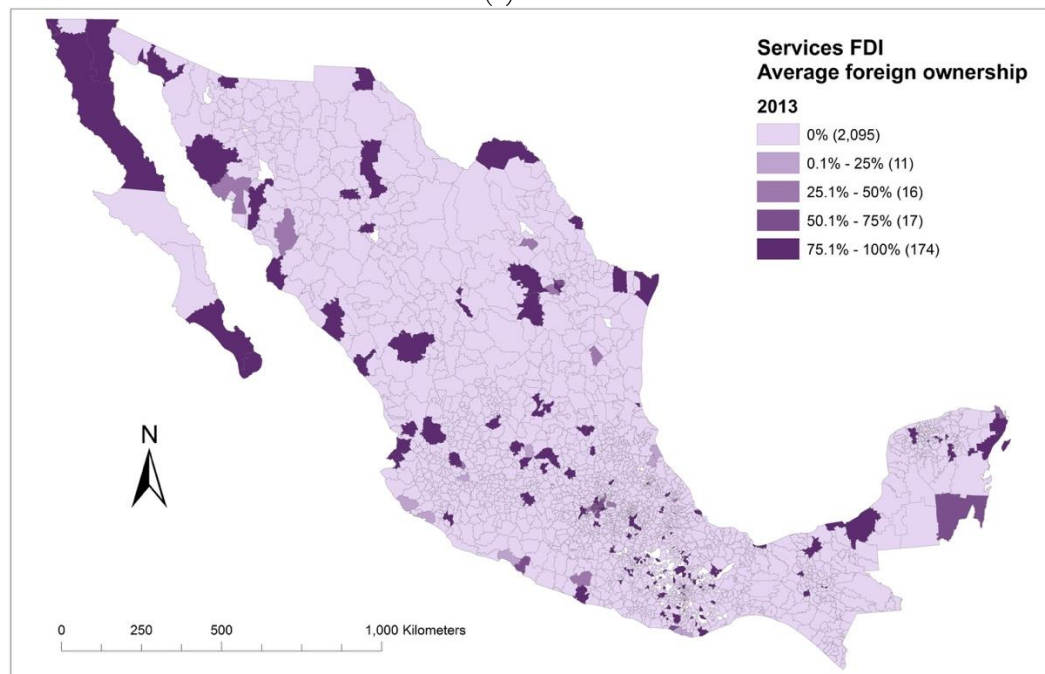 Services FDI
Average foreign ownership
2013
0% (2,095)
0.1% - 25% (11)
25.1% - 50% (16)
50.1% - 75% (17)
75.1% - 100% (174)
N
0 250 500 1,000 Kilometers